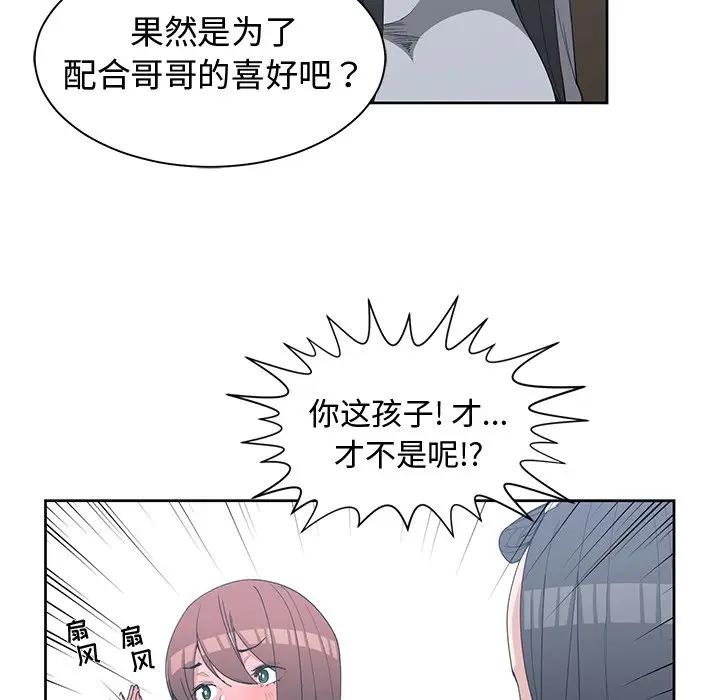 果然是为了
配合哥哥的喜好吧？
你这孩子! 才...
才不是呢!?
扇风
扇风